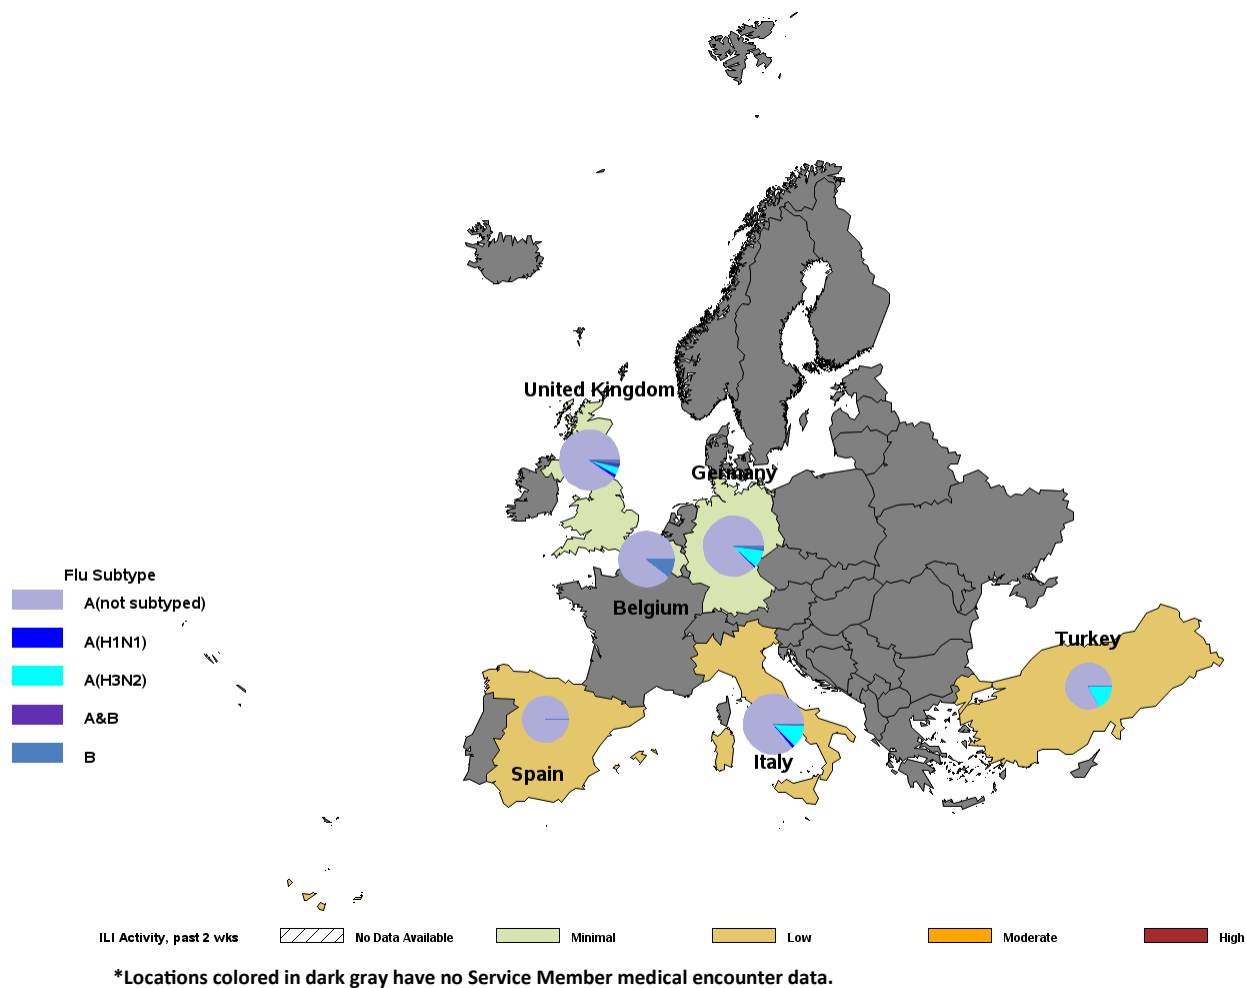 United Kingdom
Germany
Belgium
Turkey
Spain
Italy
Flu Subtype
A(not subtyped)
A(H1N1)
A(H3N2)
A&B
B
ILI Activity, past 2 wks No Data Available Minimal Low Moderate High
*Locations colored in dark gray have no Service Member medical encounter data.